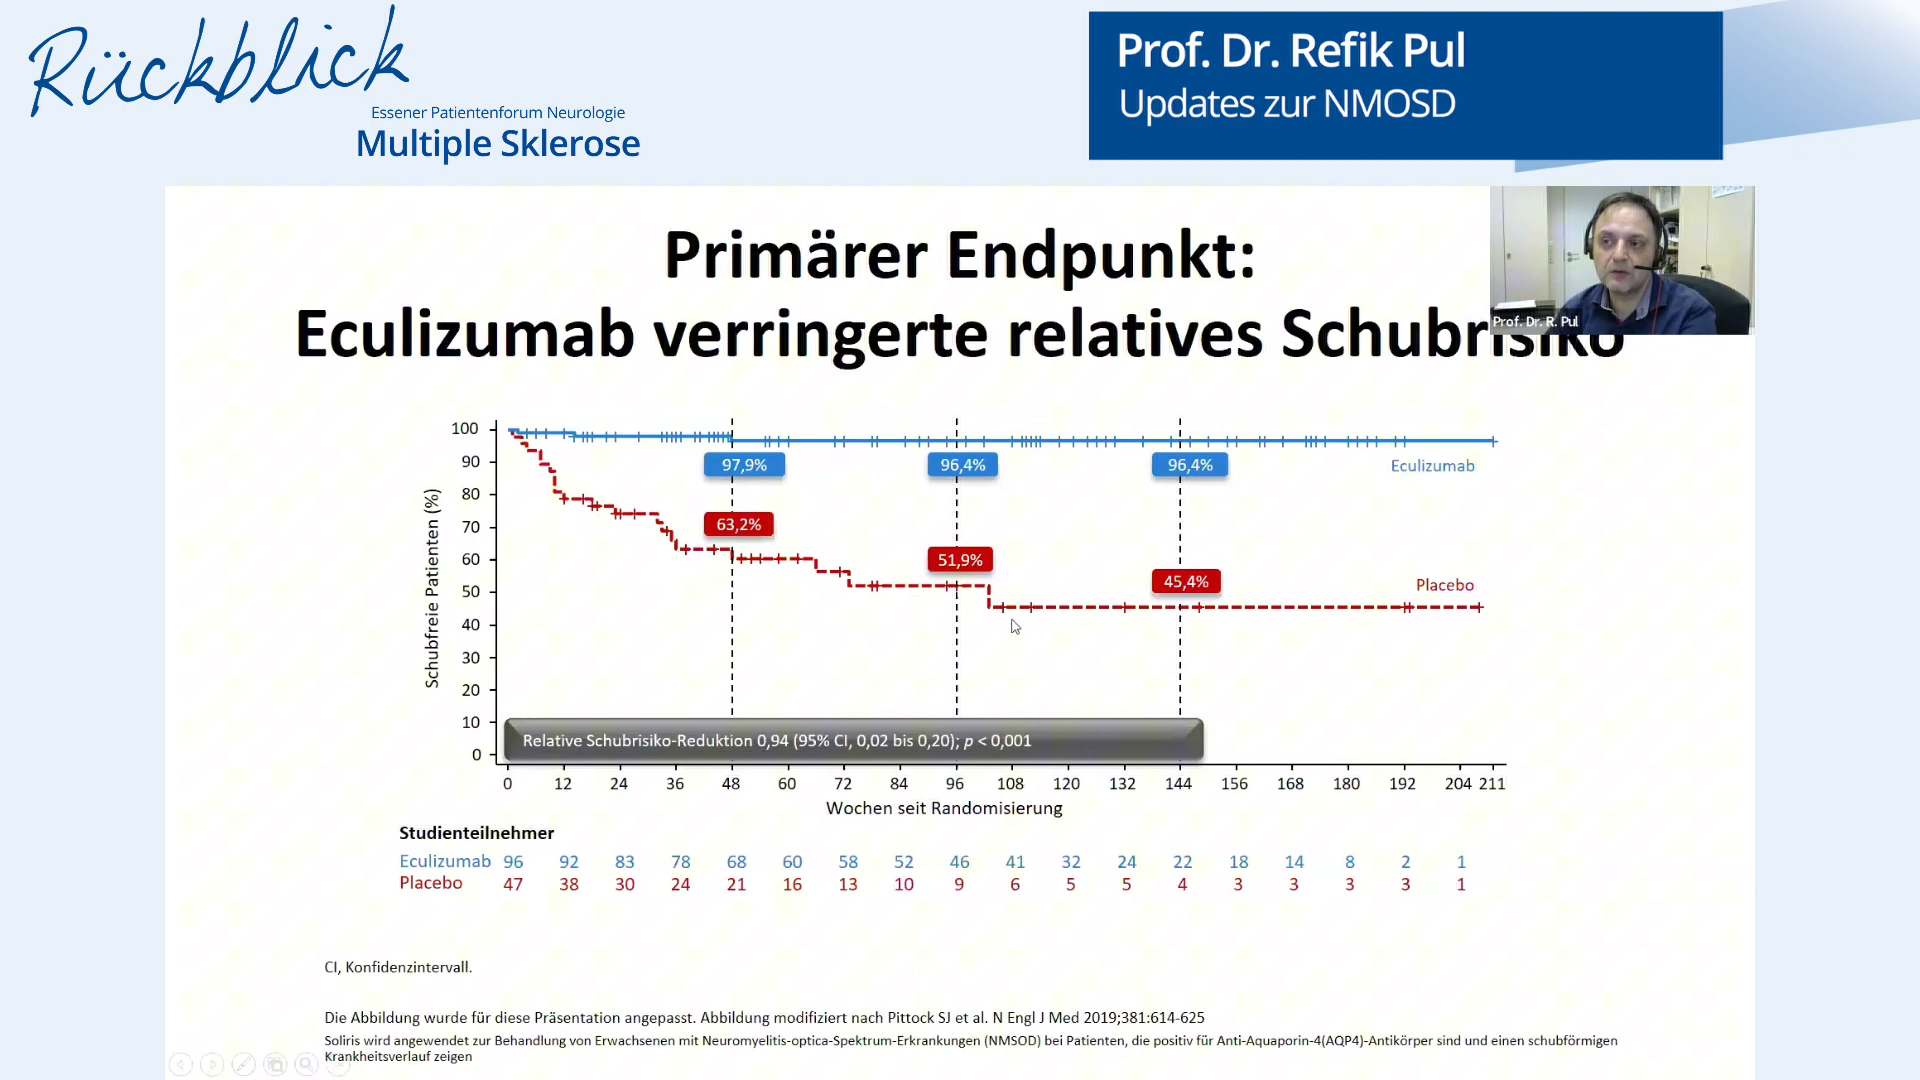 Rückblick
Essener Patientenforum Neurologie
Multiple Sklerose
Prof. Dr. Refik Pul
Updates zur NMOSD
Prof. Dr. R. Pul
Primärer Endpunkt:
Eculizumab verringerte relatives Schubrisiko
Schubfreie Patienten (%)
100
90
80
70
60
50
40
30
20
10
0
97,9%
96,4%
96,4%
Eculizumab
63,2%
51,9%
45,4%
Placebo
Relative Schubrisiko-Reduktion 0,94 (95% CI, 0,02 bis 0,20); p < 0,001
0 12 24 36 48 60 72 84 96 108 120 132 144 156 168 180 192 204 211
Wochen seit Randomisierung
Studienteilnehmer
Eculizumab 96 92 83 78 68 60 58 52 46 41 32 24 22 18 14 8 2 1
Placebo 47 38 30 24 21 16 13 10 9 6 5 5 4 3 3 3 3 1
CI, Konfidenzintervall.
Die Abbildung wurde für diese Präsentation angepasst. Abbildung modifiziert nach Pittock SJ et al. N Engl J Med 2019;381:614-625
Soliris wird angewendet zur Behandlung von Erwachsenen mit Neuromyelitis-optica-Spektrum-Erkrankungen (NMSOD) bei Patienten, die positiv für Anti-Aquaporin-4(AQP4)-Antikörper sind und einen schubförmigen
Krankheitsverlauf zeigen